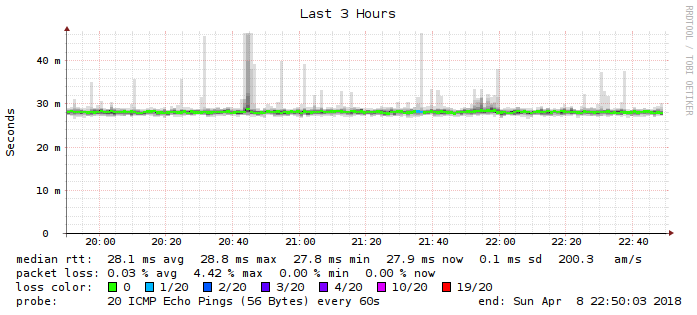 Last 3 Hours
RRDTOOL / TOBI OETIKER
Seconds
40 m
30 m
20 m
10 m
0
20:00 20:20 20:40 21:00 21:20 21:40 22:00 22:20 22:40
median rtt: 28.1 ms avg 28.8 ms max 27.8 ms min 27.9 ms now 0.1 ms sd 200.3 am/s
packet loss: 0.03 % avg 4.42 % max 0.00 % min 0.00 % now
loss color: 0 1/20 2/20 3/20 4/20 10/20 19/20
probe: 20 ICMP Echo Pings (56 Bytes) every 60s end: Sun Apr 8 22:50:03 2018